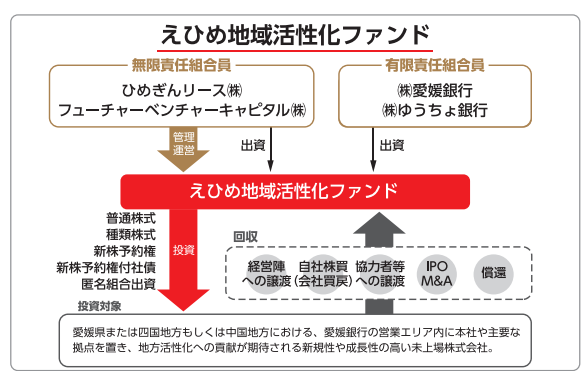 えひめ地域活性化ファンド
無限責任組合員
ひめぎんリース㈱
フューチャーベンチャーキャピタル㈱
有限責任組合員
㈱愛媛銀行
㈱ゆうちょ銀行
管理
運営
出資
出資
えひめ地域活性化ファンド
普通株式
種類株式
新株予約権
新株予約権付社債
匿名組合出資
投資
回収
経営陣
への譲渡
自社株買
(会社買戻)
協力者等
への譲渡
IPO
M&A
償還
投資対象
愛媛県または四国地方もしくは中国地方における、愛媛銀行の営業エリア内に本社や主要な
拠点を置き、地方活性化への貢献が期待される新規性や成長性の高い未上場株式会社。